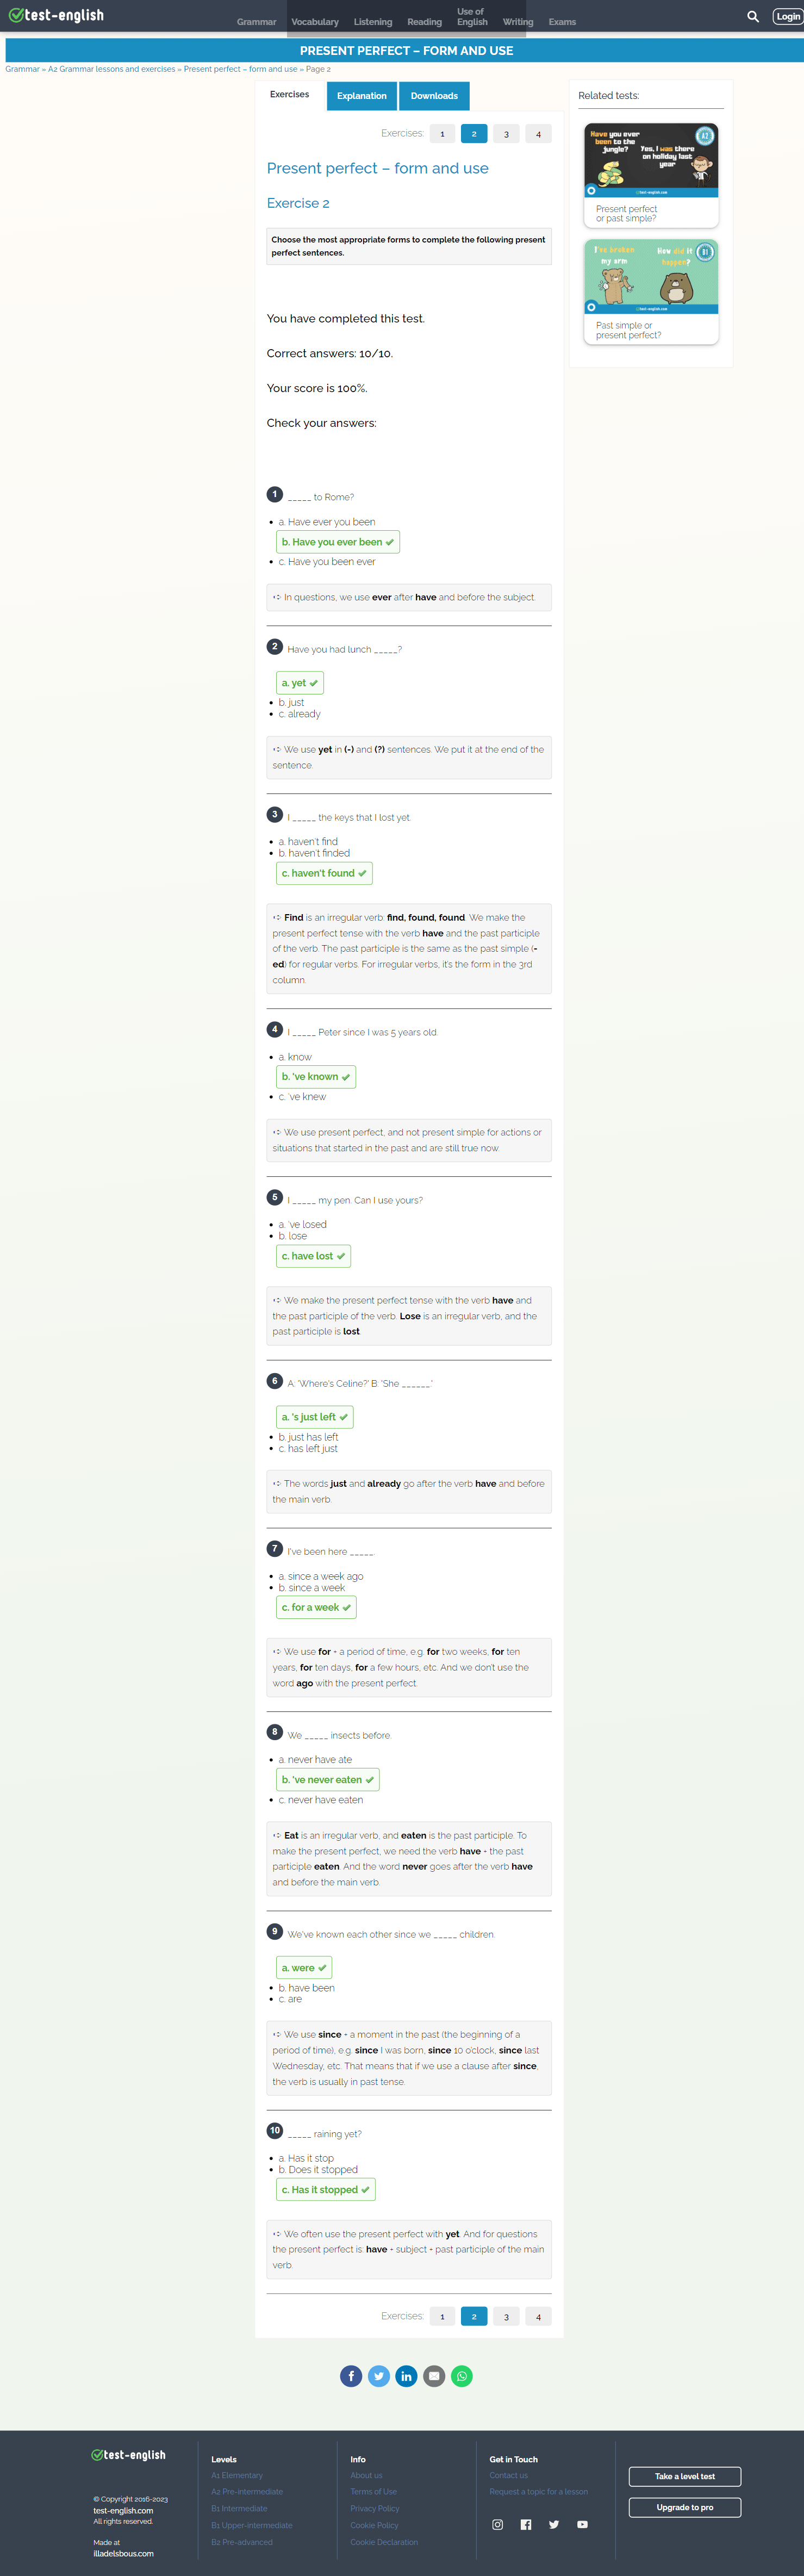 test-english
Grammar Vocabulary Listening Reading Use of English Writing Exams Login
PRESENT PERFECT – FORM AND USE
Grammar » A2 Grammar lessons and exercises » Present perfect – form and use » Page 2
Exercises Explanation Downloads
Exercises: 1 2 3 4
Present perfect – form and use
Exercise 2
Choose the most appropriate forms to complete the following present
perfect sentences.
You have completed this test.
Correct answers: 10/10.
Your score is 100%.
Check your answers:
1 _____ to Rome?
a. Have ever you been
b. Have you ever been ✔
c. Have you been ever
➪ In questions, we use ever after have and before the subject.
2 Have you had lunch _____?
a. yet ✔
b. just
c. already
➪ We use yet in (-) and (?) sentences. We put it at the end of the
sentence.
3 I _____ the keys that I lost yet.
a. haven't find
b. haven't finded
c. haven't found ✔
➪ Find is an irregular verb: find, found, found. We make the
present perfect tense with the verb have and the past participle
of the verb. The past participle is the same as the past simple (-
ed) for regular verbs. For irregular verbs, it's the form in the 3rd
column.
4 I _____ Peter since I was 5 years old.
a. know
b. 've known ✔
c. 've knew
➪ We use present perfect, and not present simple for actions or
situations that started in the past and are still true now.
5 I _____ my pen. Can I use yours?
a. 've losed
b. lose
c. have lost ✔
➪ We make the present perfect tense with the verb have and
the past participle of the verb. Lose is an irregular verb, and the
past participle is lost.
6 A: 'Where's Celine?' B: 'She ______.'
a. 's just left ✔
b. just has left
c. has left just
➪ The words just and already go after the verb have and before
the main verb.
7 I've been here _____.
a. since a week ago
b. since a week
c. for a week ✔
➪ We use for + a period of time, e.g. for two weeks, for ten
years, for ten days, for a few hours, etc. And we don't use the
word ago with the present perfect.
8 We _____ insects before.
a. never have ate
b. 've never eaten ✔
c. never have eaten
➪ Eat is an irregular verb, and eaten is the past participle. To
make the present perfect, we need the verb have + the past
participle eaten. And the word never goes after the verb have
and before the main verb.
9 We've known each other since we _____ children.
a. were ✔
b. have been
c. are
➪ We use since + a moment in the past (the beginning of a
period of time), e.g. since I was born, since 10 o'clock, since last
Wednesday, etc. That means that if we use a clause after since,
the verb is usually in past tense.
10 _____ raining yet?
a. Has it stop
b. Does it stopped
c. Has it stopped ✔
➪ We often use the present perfect with yet. And for questions
the present perfect is: have + subject + past participle of the main
verb.
Exercises: 1 2 3 4
Related tests:
Have you ever
been to the
jungle?
A2
Yes, I was there
on holiday last
year
test-english.com
Present perfect
or past simple?
I've broken
my arm
How did it
happen?
B1
test-english.com
Past simple or
present perfect?
test-english
© Copyright 2016-2023
test-english.com
All rights reserved.
Made at
illadelsbous.com
Levels
A1 Elementary
A2 Pre-intermediate
B1 Intermediate
B1 Upper-intermediate
B2 Pre-advanced
Info
About us
Terms of Use
Privacy Policy
Cookie Policy
Cookie Declaration
Get in Touch
Contact us
Request a topic for a lesson
Take a level test
Upgrade to pro